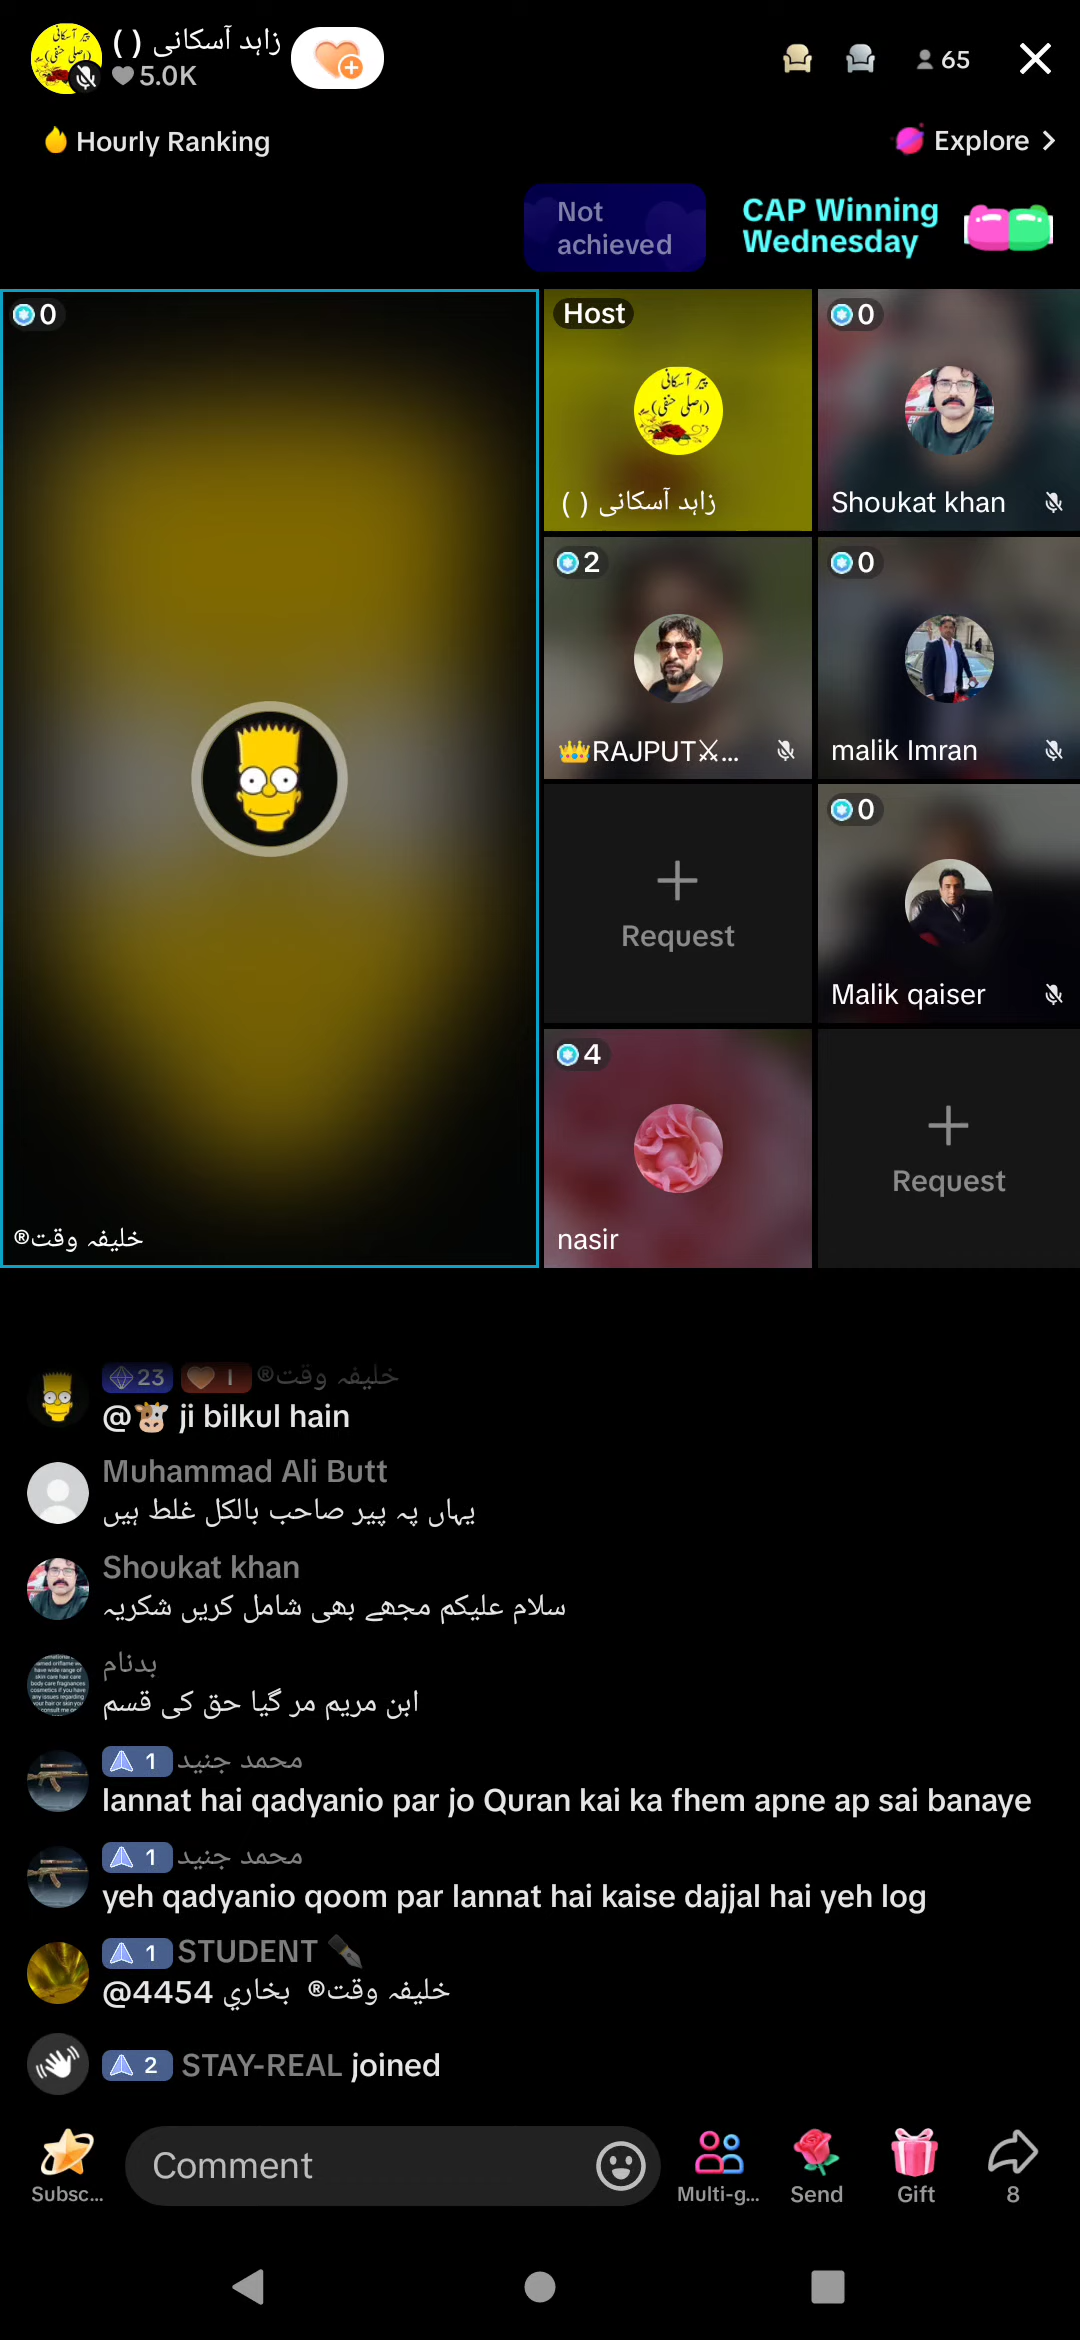 زاہد آسکانی ( )
5.0K
65
Hourly Ranking
Explore
Not
achieved
CAP Winning
Wednesday
0
Host
پیر آسکانی
(اصلی حنفی)
زاہد آسکانی ( )
0
Shoukat khan
2
RAJPUT⚔...
0
malik Imran
Request
0
Malik qaiser
4
nasir
Request
خلیفہ وقت®
23
I
خلیفہ وقت®
@🐮 ji bilkul hain
Muhammad Ali Butt
یہاں پہ پیر صاحب بالکل غلط ہیں
Shoukat khan
سلام علیکم مجھے بھی شامل کریں شکریہ
بدنام
ابن مریم مر گیا حق کی قسم
1 محمد جنید
lannat hai qadyanio par jo Quran kai ka fhem apne ap sai banaye
1 محمد جنید
yeh qadyanio qoom par lannat hai kaise dajjal hai yeh log
1 STUDENT ✒
@4454 بخاري خلیفہ وقت®
2 STAY-REAL joined
Comment
Subsc...
Multi-g...
Send
Gift
8